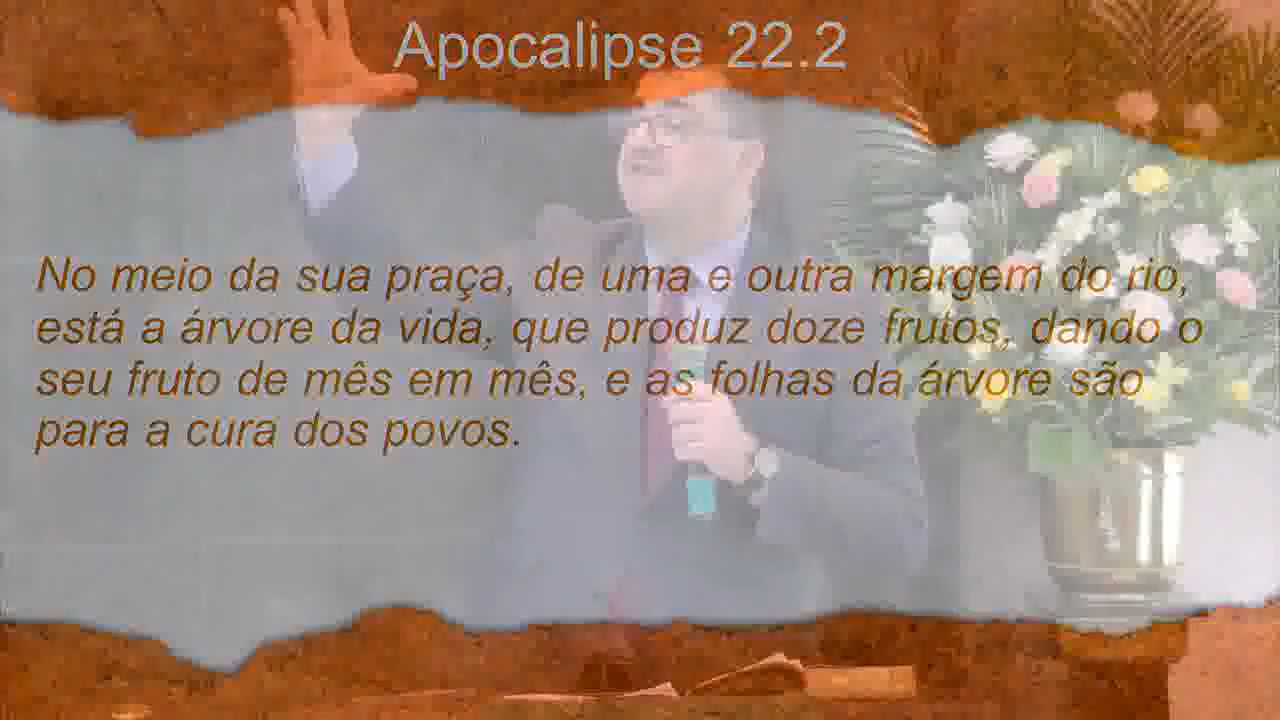 Apocalipse 22.2
No meio da sua praça, de uma e outra margem do rio,
está a árvore da vida, que produz doze frutos, dando o
seu fruto de mês em mês, e as folhas da árvore são
para a cura dos povos.